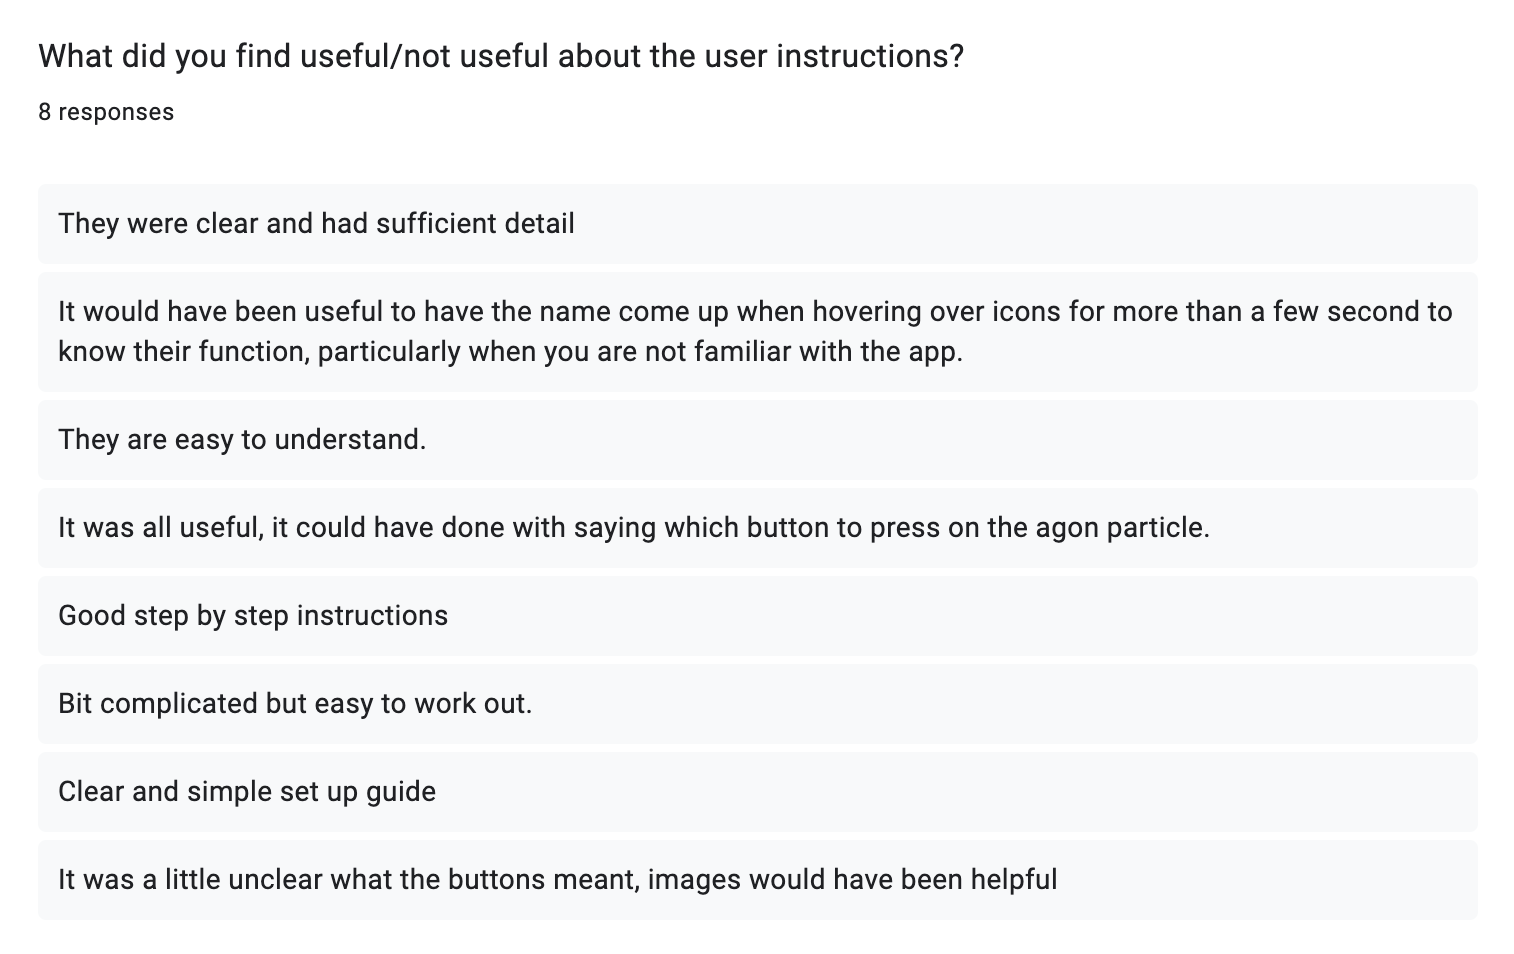 What did you find useful/not useful about the user instructions?
8 responses
They were clear and had sufficient detail
It would have been useful to have the name come up when hovering over icons for more than a few second to
know their function, particularly when you are not familiar with the app.
They are easy to understand.
It was all useful, it could have done with saying which button to press on the agon particle.
Good step by step instructions
Bit complicated but easy to work out.
Clear and simple set up guide
It was a little unclear what the buttons meant, images would have been helpful